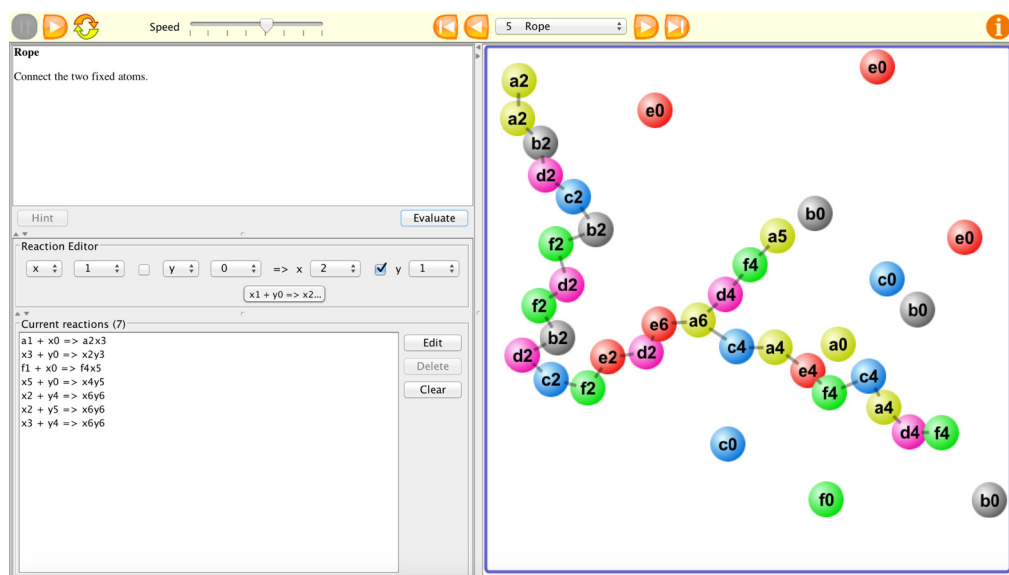 Speed
5 Rope
i
Rope
Connect the two fixed atoms.
Hint
Evaluate
Reaction Editor
x 1 y 0 => x 2 y 1
x1 + y0 => x2...
Current reactions (7)
a1 + x0 => a2x3
x3 + y0 => x2y3
f1 + x0 => f4x5
x5 + y0 => x4y5
x2 + y4 => x6y6
x2 + y5 => x6y6
x3 + y4 => x6y6
Edit
Delete
Clear
e0
a2
e0
a2
b2
d2
c2
b0
b2
a5
e0
f2
f4
c0
d2
d4
f2
b0
e6
a6
b2
c4
a4
a0
d2
e2
d2
e4
c4
c2
f2
f4
a4
d4
f4
c0
f0
b0